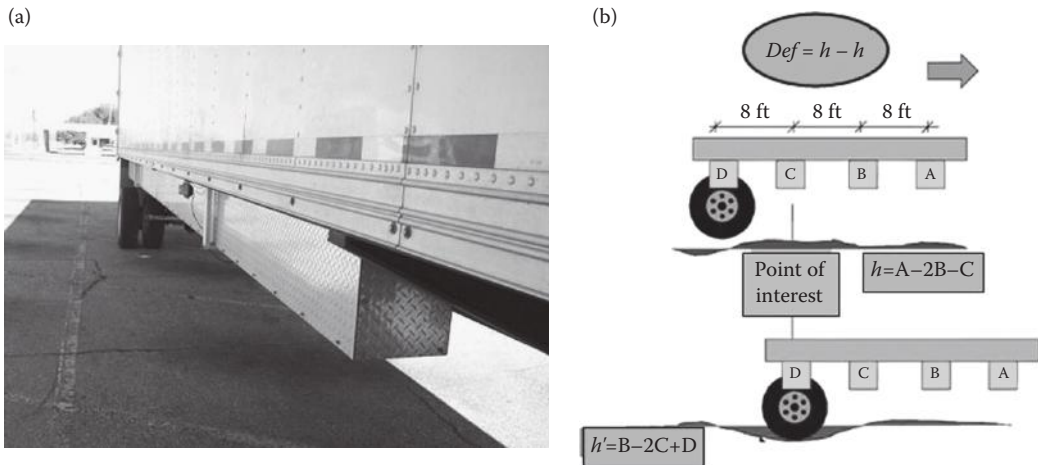 (a)
(b)
Def = h – h
8 ft 8 ft 8 ft
D C B A
Point of
interest
h=A–2B–C
D C B A
h′=B–2C+D